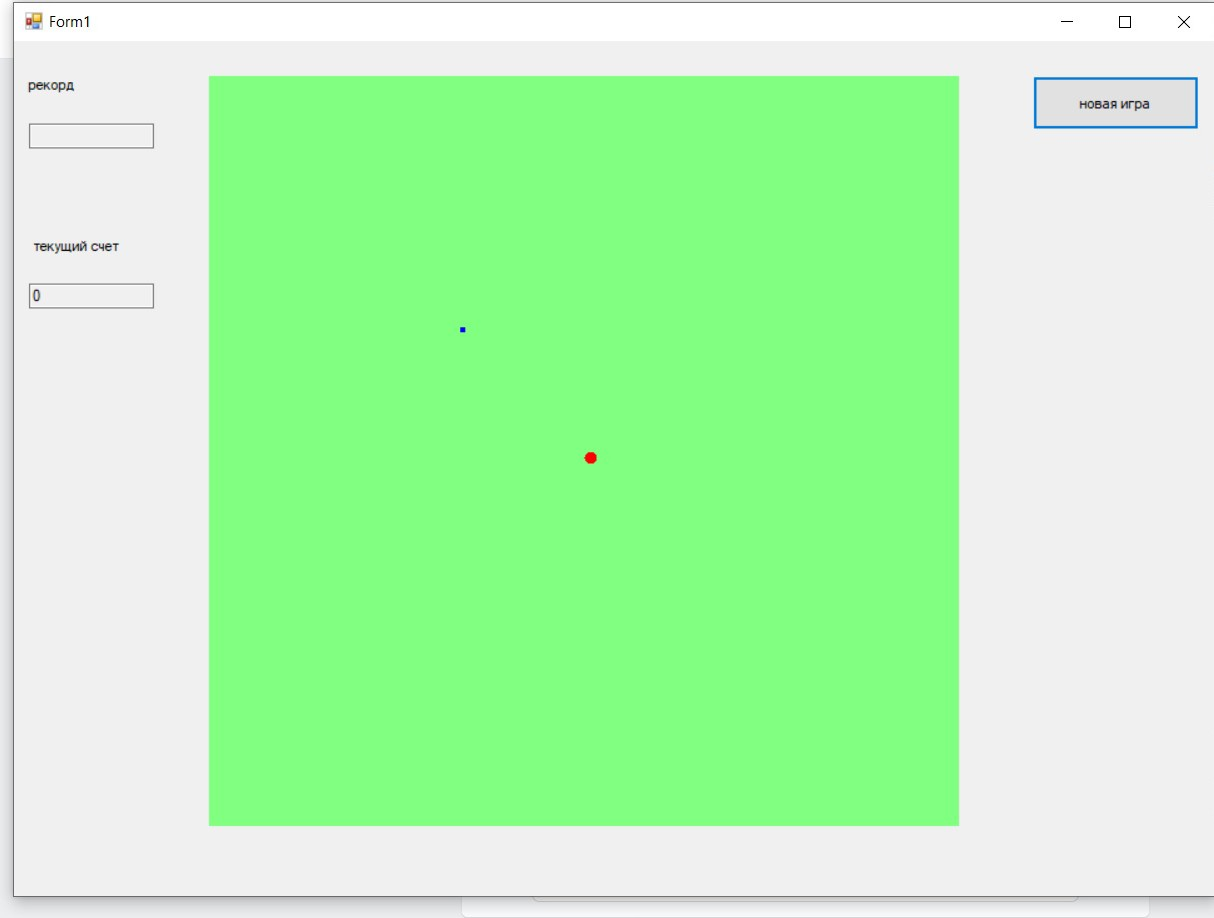 Form1
рекорд
новая игра
текущий счет
0